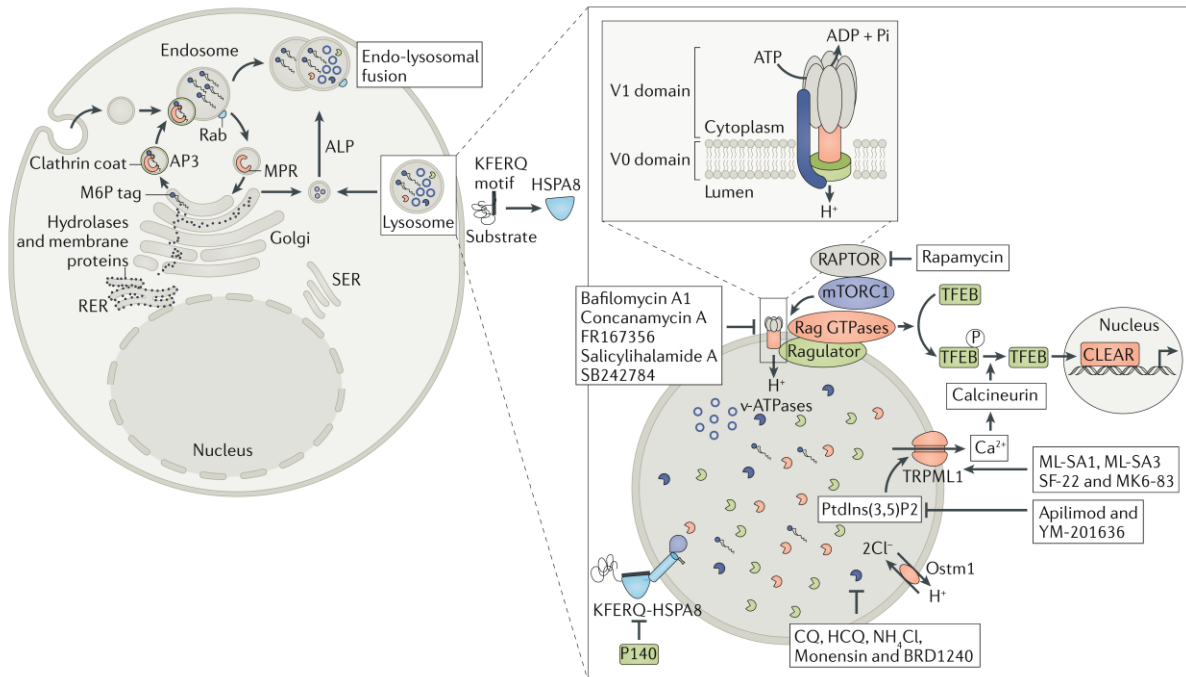 Endosome
Endo-lysosomal
fusion
Rab
Clathrin coat
AP3
MPR
ALP
M6P tag
Hydrolases
and membrane
proteins
Golgi
RER
SER
Nucleus
Lysosome
KFERQ
motif
HSPA8
Substrate
ADP + Pi
ATP
V1 domain
Cytoplasm
V0 domain
Lumen
H⁺
RAPTOR
Rapamycin
mTORC1
TFEB
Bafilomycin A1
Concanamycin A
FR167356
Salicylihalamide A
SB242784
Rag GTPases
Ragulator
H⁺
v-ATPases
P
TFEB
TFEB
Nucleus
CLEAR
Calcineurin
Ca²⁺
TRPML1
ML-SA1, ML-SA3
SF-22 and MK6-83
PtdIns(3,5)P2
Apilimod and
YM-201636
2Cl⁻
Ostm1
H⁺
KFERQ-HSPA8
P140
CQ, HCQ, NH₄Cl,
Monensin and BRD1240